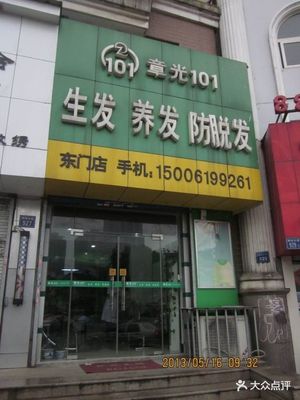 101 章光101
生发 养发 防脱发
东门店 手机:15006199261
2013/05/16 09:32
大众点评